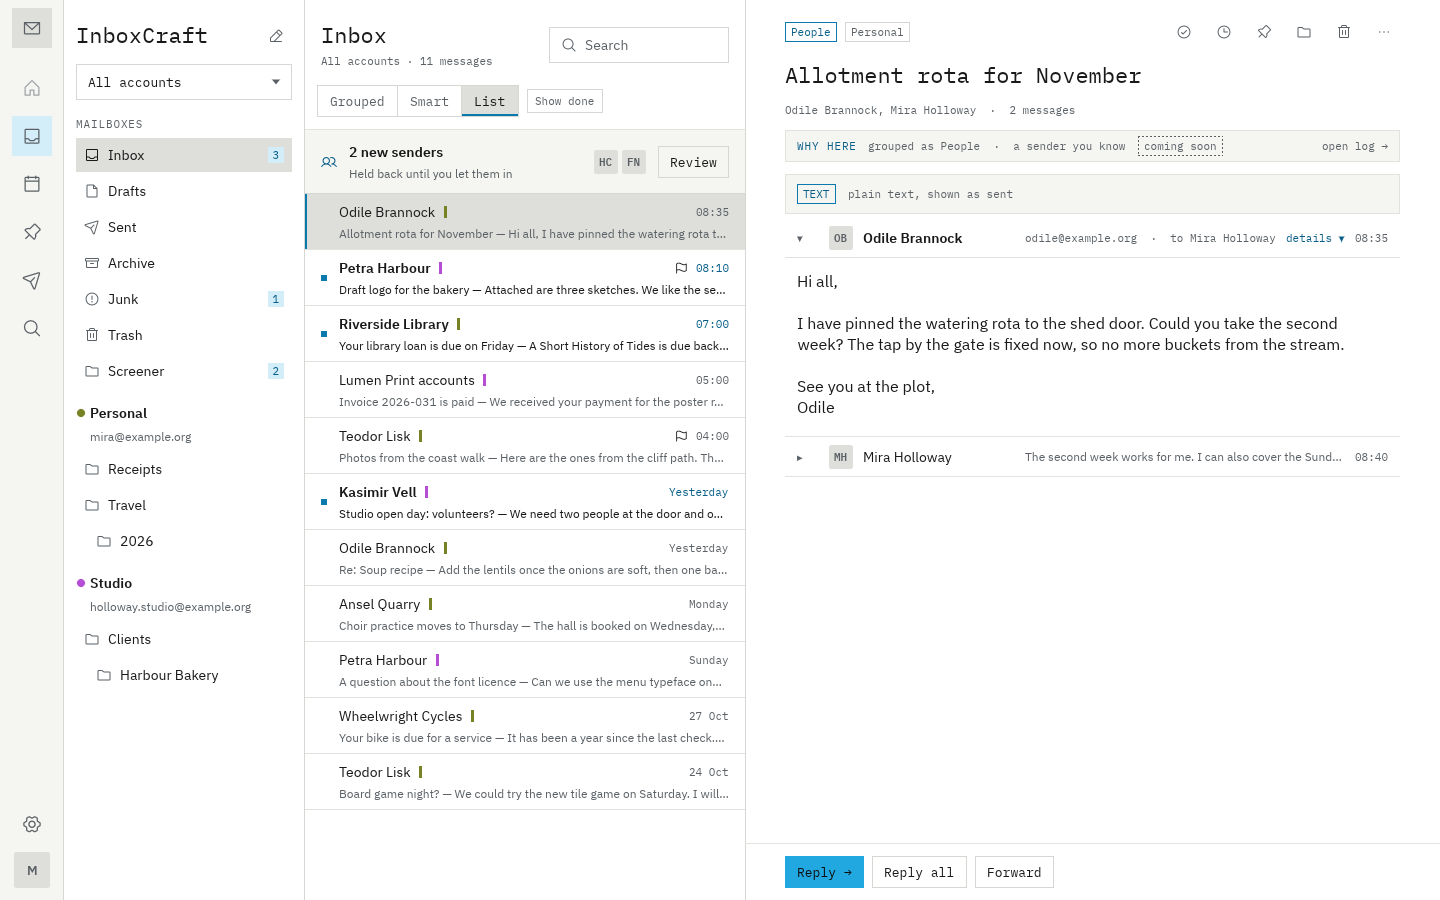 InboxCraft
All accounts
MAILBOXES
Inbox 3
Drafts
Sent
Archive
Junk 1
Trash
Screener 2
Personal
mira@example.org
Receipts
Travel
2026
Studio
holloway.studio@example.org
Clients
Harbour Bakery
M
Inbox
All accounts · 11 messages
Search
Grouped Smart List Show done
2 new senders
Held back until you let them in
HC FN Review
Odile Brannock 08:35
Allotment rota for November — Hi all, I have pinned the watering rota t…
Petra Harbour 08:10
Draft logo for the bakery — Attached are three sketches. We like the se…
Riverside Library 07:00
Your library loan is due on Friday — A Short History of Tides is due back…
Lumen Print accounts 05:00
Invoice 2026-031 is paid — We received your payment for the poster r…
Teodor Lisk 04:00
Photos from the coast walk — Here are the ones from the cliff path. Th…
Kasimir Vell Yesterday
Studio open day: volunteers? — We need two people at the door and o…
Odile Brannock Yesterday
Re: Soup recipe — Add the lentils once the onions are soft, then one ba…
Ansel Quarry Monday
Choir practice moves to Thursday — The hall is booked on Wednesday,…
Petra Harbour Sunday
A question about the font licence — Can we use the menu typeface on…
Wheelwright Cycles 27 Oct
Your bike is due for a service — It has been a year since the last check.…
Teodor Lisk 24 Oct
Board game night? — We could try the new tile game on Saturday. I will…
People Personal
Allotment rota for November
Odile Brannock, Mira Holloway · 2 messages
WHY HERE grouped as People · a sender you know coming soon open log →
TEXT plain text, shown as sent
▾ OB Odile Brannock odile@example.org · to Mira Holloway details ▾ 08:35
Hi all,
I have pinned the watering rota to the shed door. Could you take the second
week? The tap by the gate is fixed now, so no more buckets from the stream.
See you at the plot,
Odile
▸ MH Mira Holloway The second week works for me. I can also cover the Sund… 08:40
Reply → Reply all Forward